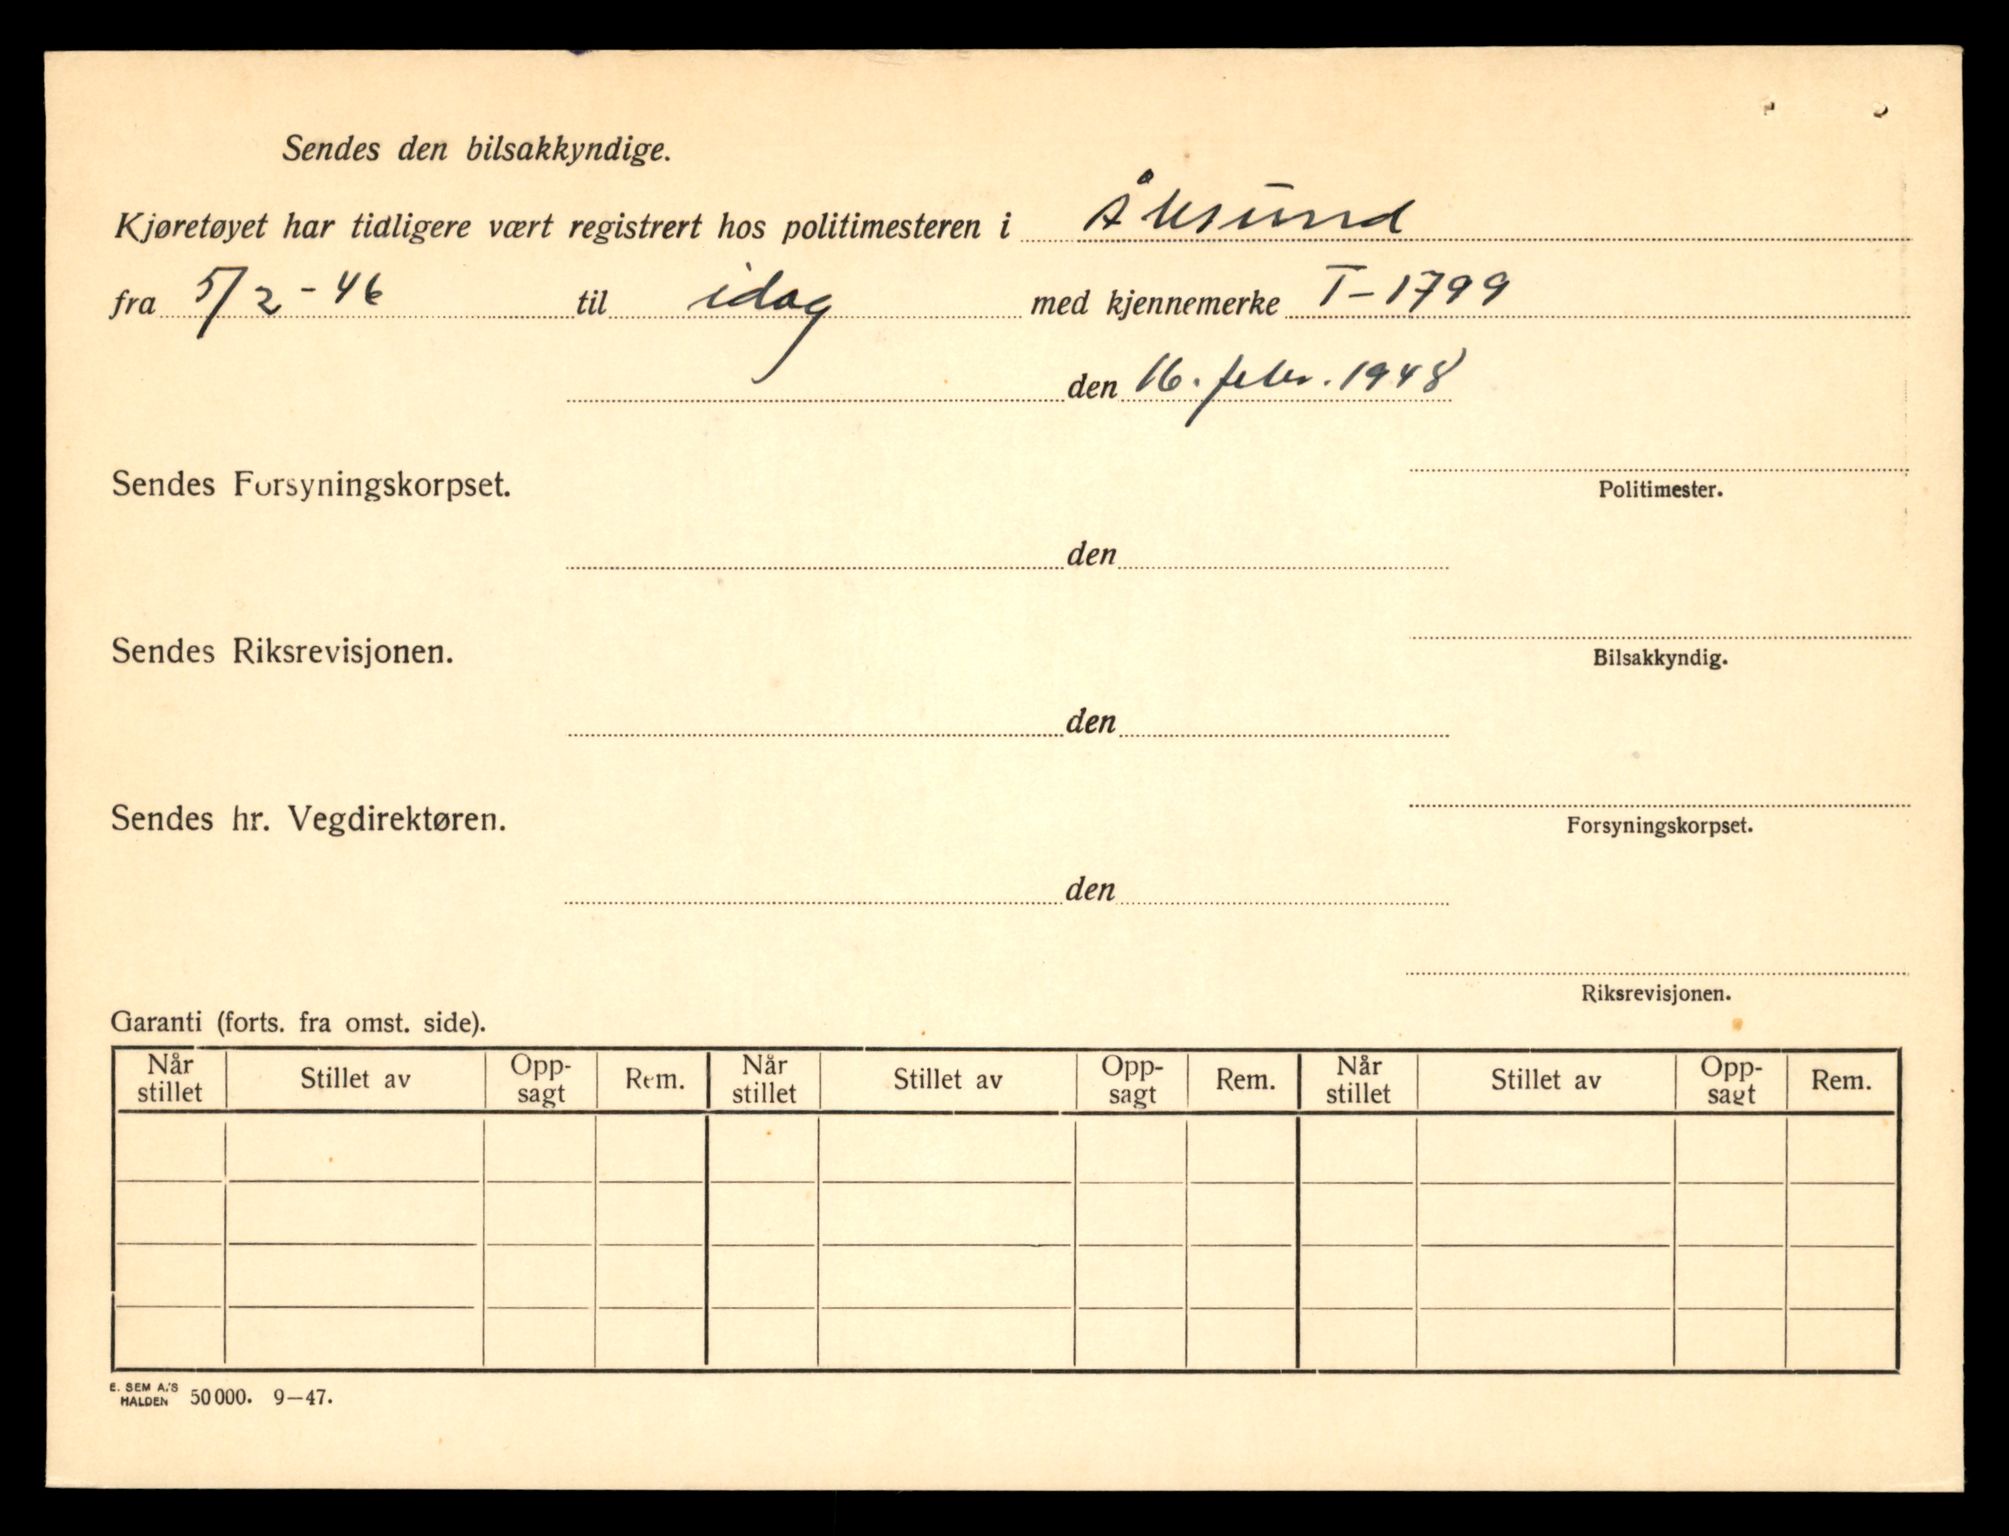 Sendes den bilsakkyndige.
Kjøretøyet har tidligere vært registrert hos politimesteren i Ålesund
fra 5/2-46 til idag med kjennemerke T-1799
den 16. febr. 1948
Sendes Forsyningskorpset.
Politimester.
den
Sendes Riksrevisjonen.
Bilsakkyndig.
den
Sendes hr. Vegdirektøren.
Forsyningskorpset.
den
Riksrevisjonen.
Garanti (forts. fra omst. side).
Når stillet Stillet av Opp-sagt Rem. Når stillet Stillet av Opp-sagt Rem. Når stillet Stillet av Opp-sagt Rem.
E. SEM A.'S HALDEN 50 000. 9–47.